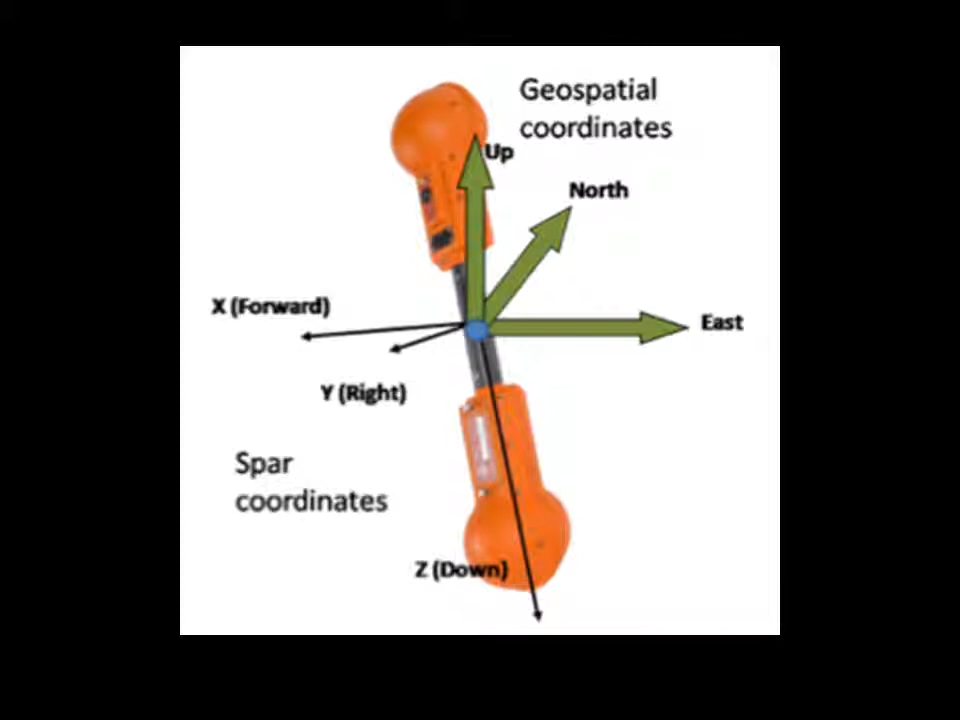 Geospatial
coordinates
Up
North
X (Forward)
East
Y (Right)
Spar
coordinates
Z (Down)